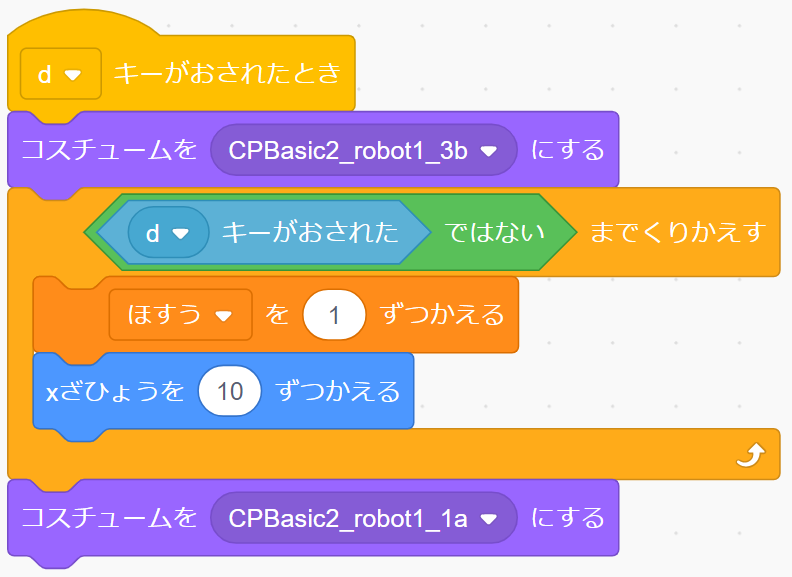 d キーがおされたとき
コスチュームを CPBasic2_robot1_3b にする
d キーがおされた ではない までくりかえす
ほすう を 1 ずつかえる
xざひょうを 10 ずつかえる
コスチュームを CPBasic2_robot1_1a にする